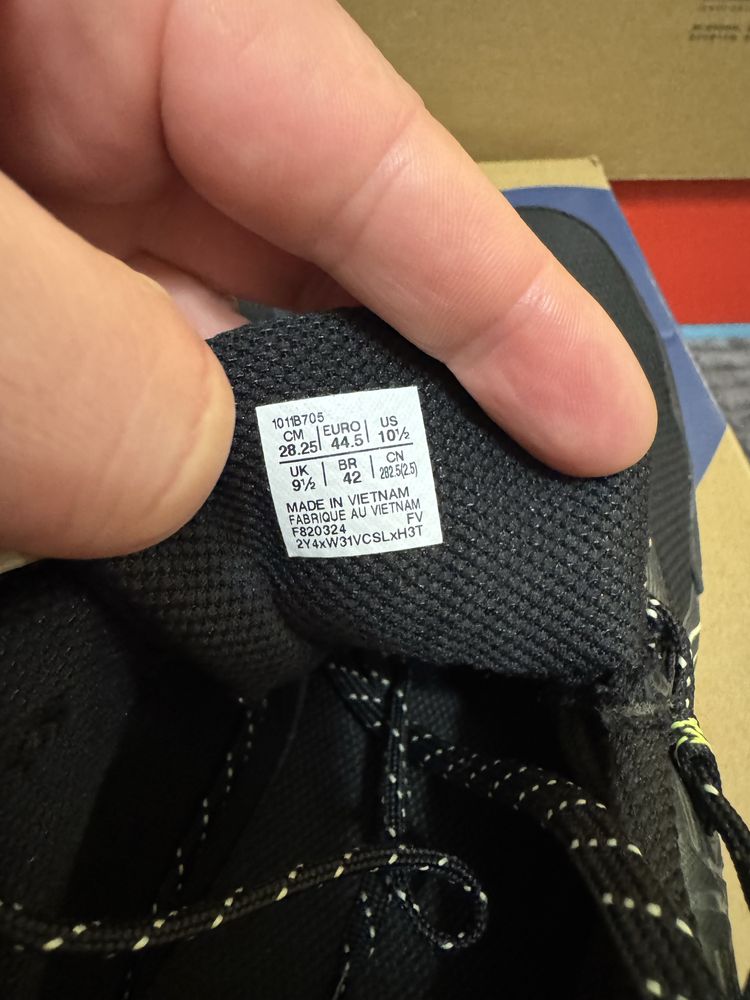 1011B705
CM 28.25 | EURO 44.5 | US 10½
UK 9½ | BR 42 | CN 282.5(2.5)
MADE IN VIETNAM
FABRIQUE AU VIETNAM
F820324 FV
2Y4xW31VCSLxH3T